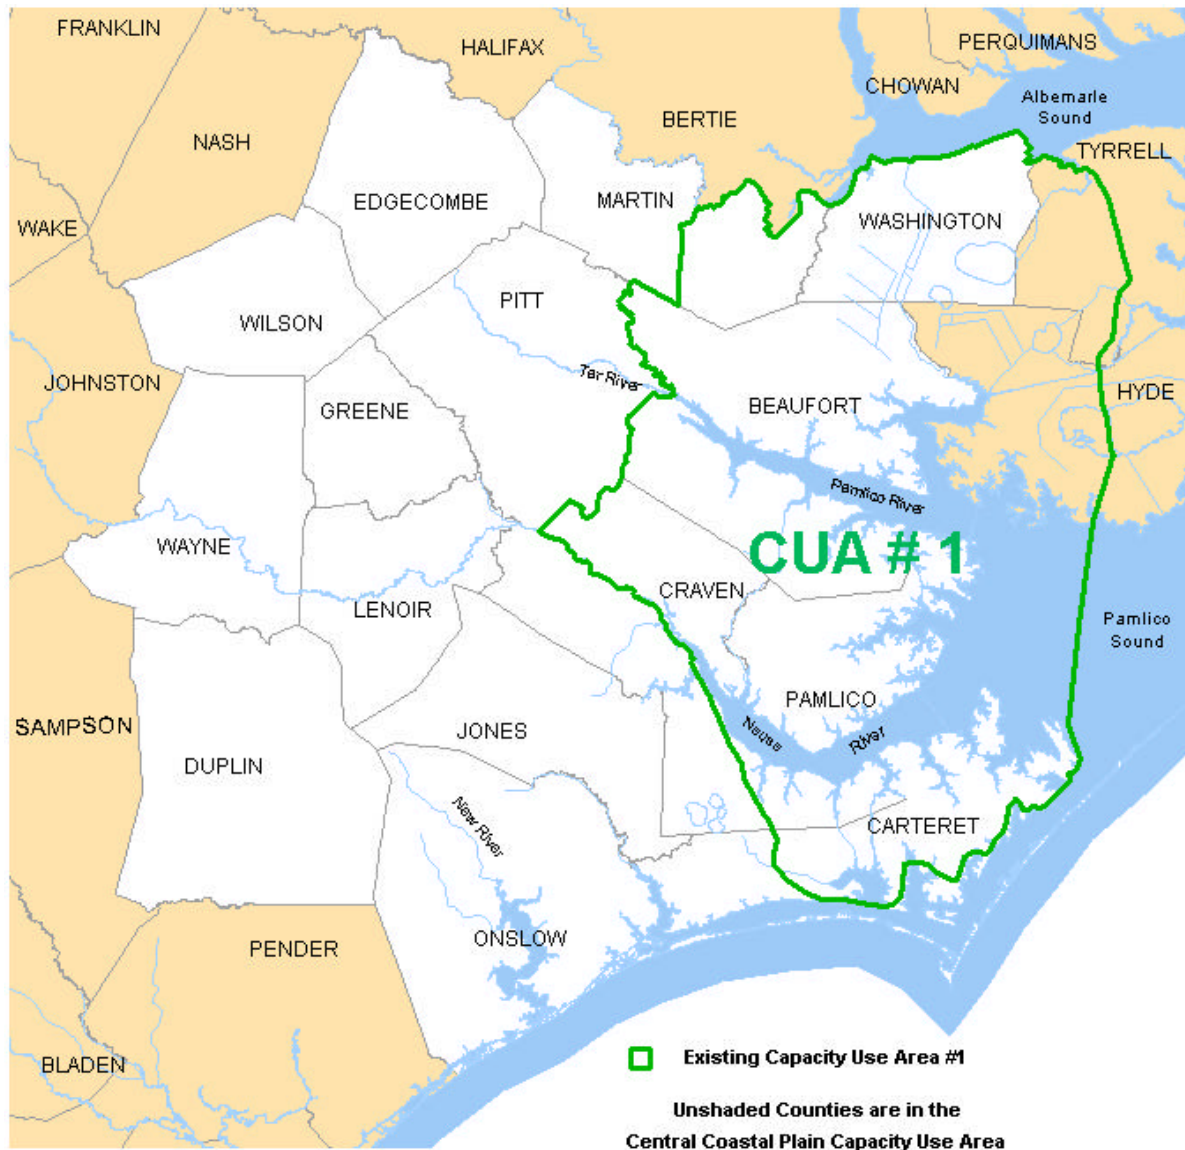 FRANKLIN
HALIFAX
PERQUIMANS
CHOWAN
Albemarle
Sound
BERTIE
NASH
TYRRELL
EDGECOMBE
MARTIN
WASHINGTON
WAKE
PITT
WILSON
Tar River
JOHNSTON
GREENE
BEAUFORT
HYDE
Pamlico River
WAYNE
CUA # 1
CRAVEN
LENOIR
Pamlico
Sound
PAMLICO
SAMPSON
JONES
Neuse
River
DUPLIN
New River
CARTERET
ONSLOW
PENDER
BLADEN
Existing Capacity Use Area #1
Unshaded Counties are in the
Central Coastal Plain Capacity Use Area